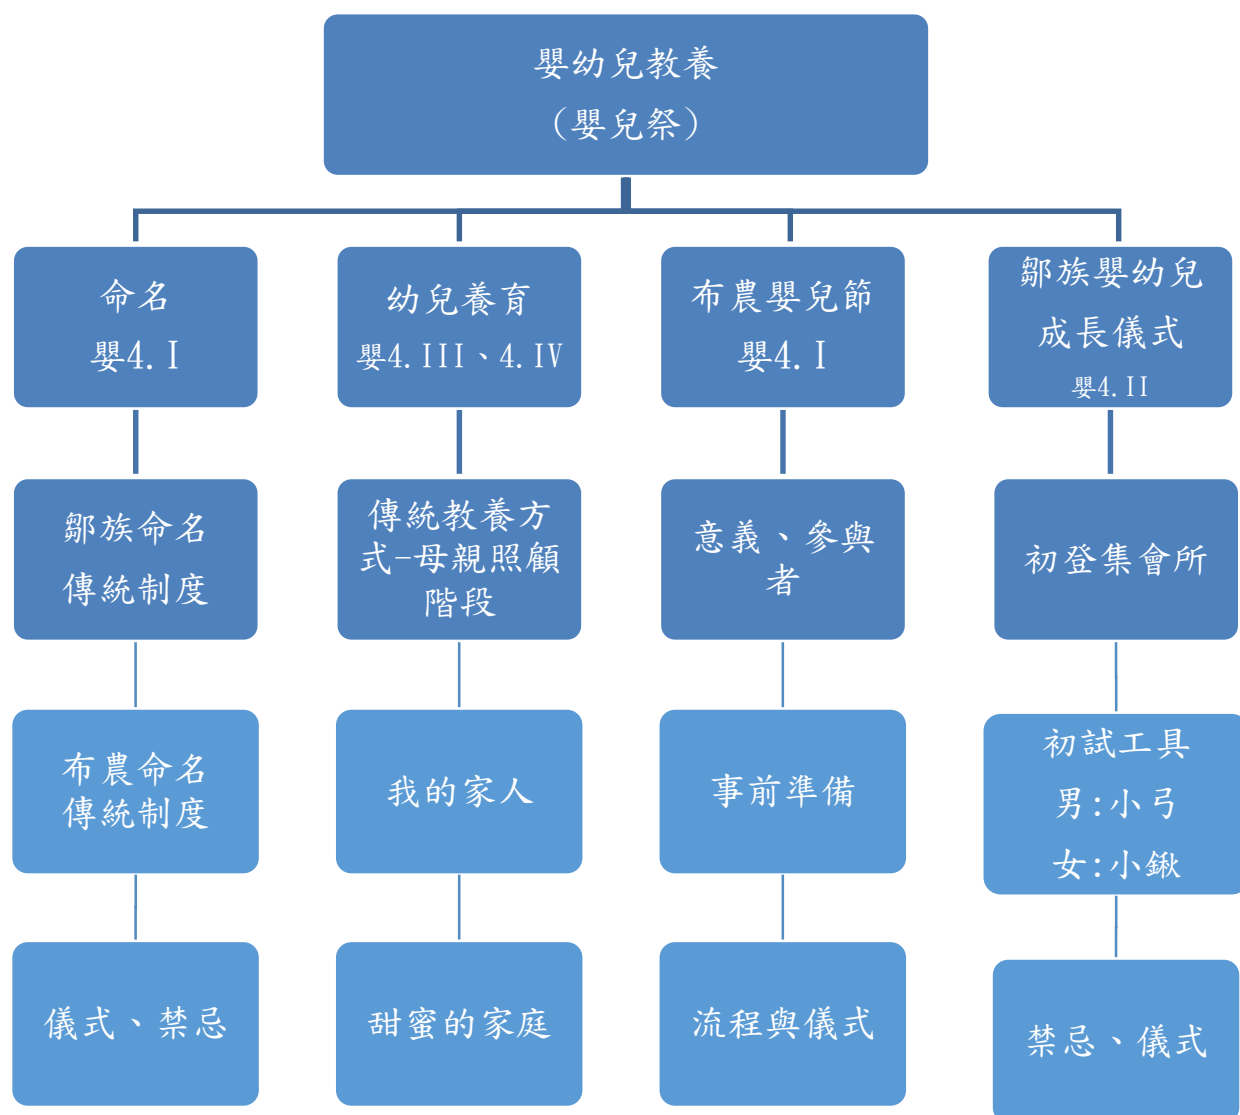 嬰幼兒教養
（嬰兒祭）
命名
嬰4.I
幼兒養育
嬰4.III、4.IV
布農嬰兒節
嬰4.I
鄒族嬰幼兒
成長儀式
嬰4.II
鄒族命名
傳統制度
傳統教養方
式-母親照顧
階段
意義、參與
者
初登集會所
布農命名
傳統制度
我的家人
事前準備
初試工具
男:小弓
女:小鍬
儀式、禁忌
甜蜜的家庭
流程與儀式
禁忌、儀式